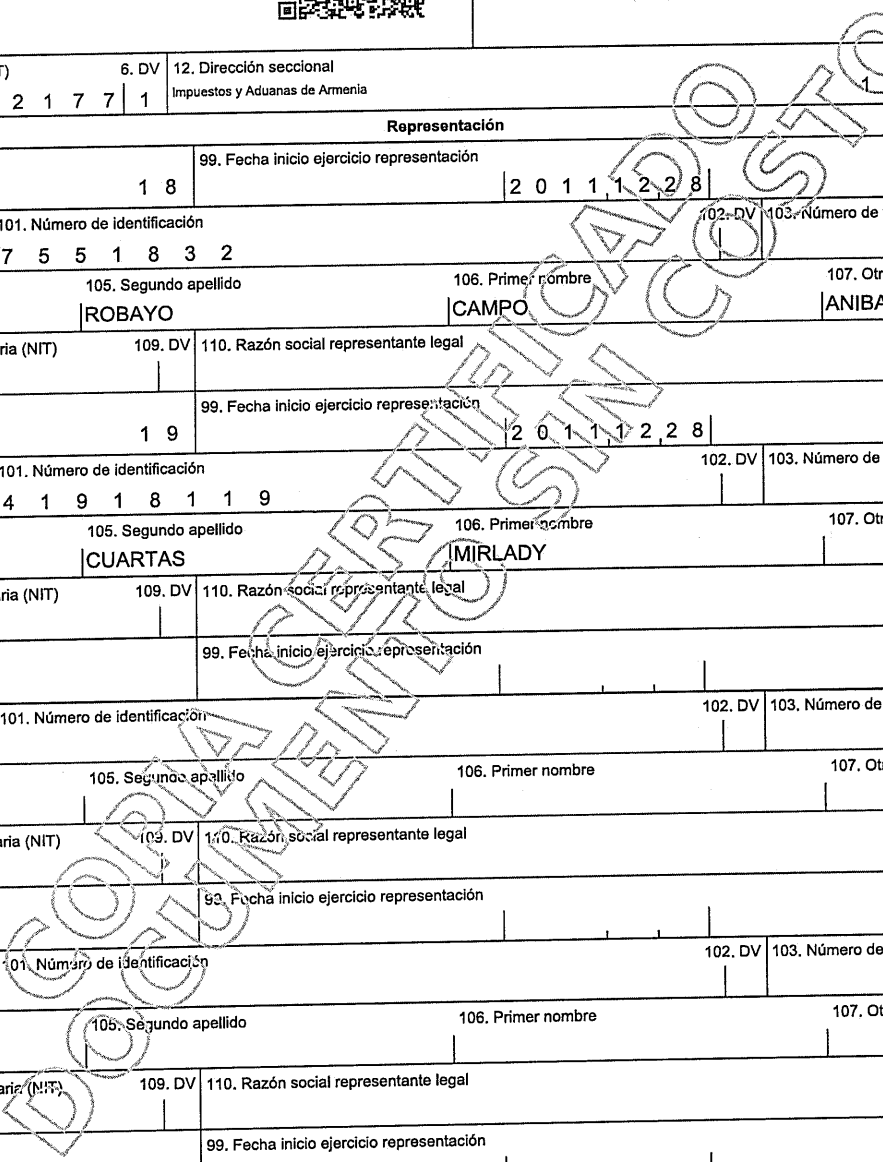 T) 6. DV 12. Dirección seccional
2 1 7 7 1 Impuestos y Aduanas de Armenia 1
Representación
99. Fecha inicio ejercicio representación
1 8 2 0 1 1 1 2 2 8
101. Número de identificación 102. DV 103. Número de
7 5 5 1 8 3 2
105. Segundo apellido 106. Primer nombre 107. Otr
ROBAYO CAMPO ANIBA
ria (NIT) 109. DV 110. Razón social representante legal
99. Fecha inicio ejercicio representación
1 9 2 0 1 1 1 2 2 8
101. Número de identificación 102. DV 103. Número de
4 1 9 1 8 1 1 9
105. Segundo apellido 106. Primer nombre 107. Otr
CUARTAS MIRLADY
ria (NIT) 109. DV 110. Razón social representante legal
99. Fecha inicio ejercicio representación
101. Número de identificación 102. DV 103. Número de
105. Segundo apellido 106. Primer nombre 107. Otr
aria (NIT) 109. DV 110. Razón social representante legal
99. Fecha inicio ejercicio representación
101. Número de identificación 102. DV 103. Número de
105. Segundo apellido 106. Primer nombre 107. Ot
aria (NIT) 109. DV 110. Razón social representante legal
99. Fecha inicio ejercicio representación
COPIA CERTIFICADO
DOCUMENTO SIN COSTO